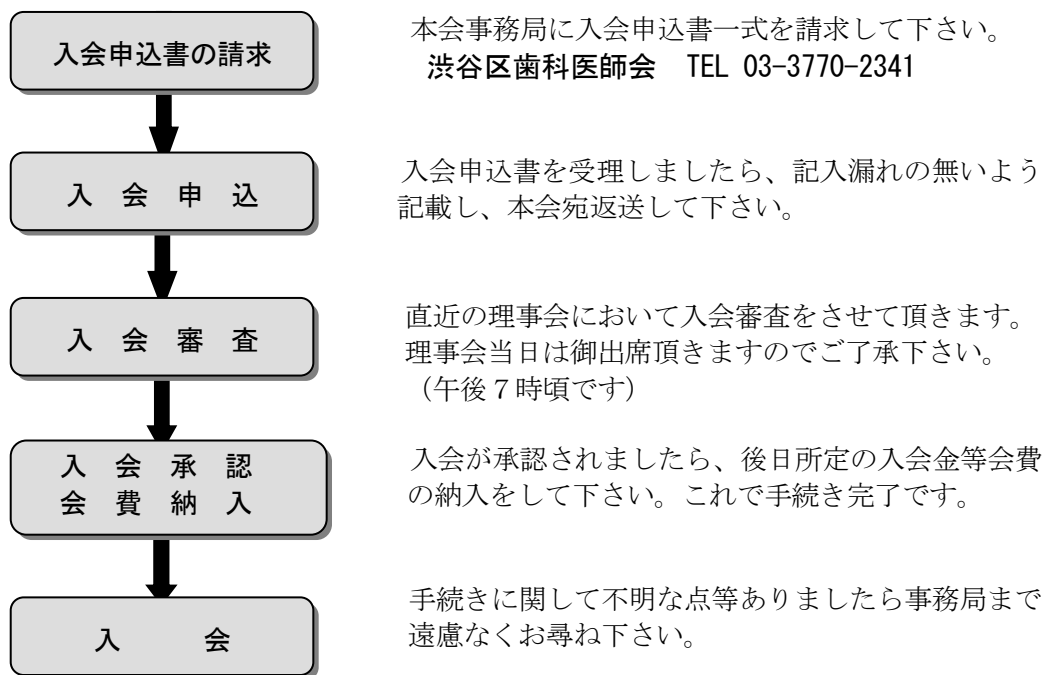 入会申込書の請求
本会事務局に入会申込書一式を請求して下さい。
渋谷区歯科医師会　TEL 03-3770-2341
入　会　申　込
入会申込書を受理しましたら、記入漏れの無いよう
記載し、本会宛返送して下さい。
入　会　審　査
直近の理事会において入会審査をさせて頂きます。
理事会当日は御出席頂きますのでご了承下さい。
（午後７時頃です）
入　会　承　認
会　費　納　入
入会が承認されましたら、後日所定の入会金等会費
の納入をして下さい。これで手続き完了です。
入　　　会
手続きに関して不明な点等ありましたら事務局まで
遠慮なくお尋ね下さい。